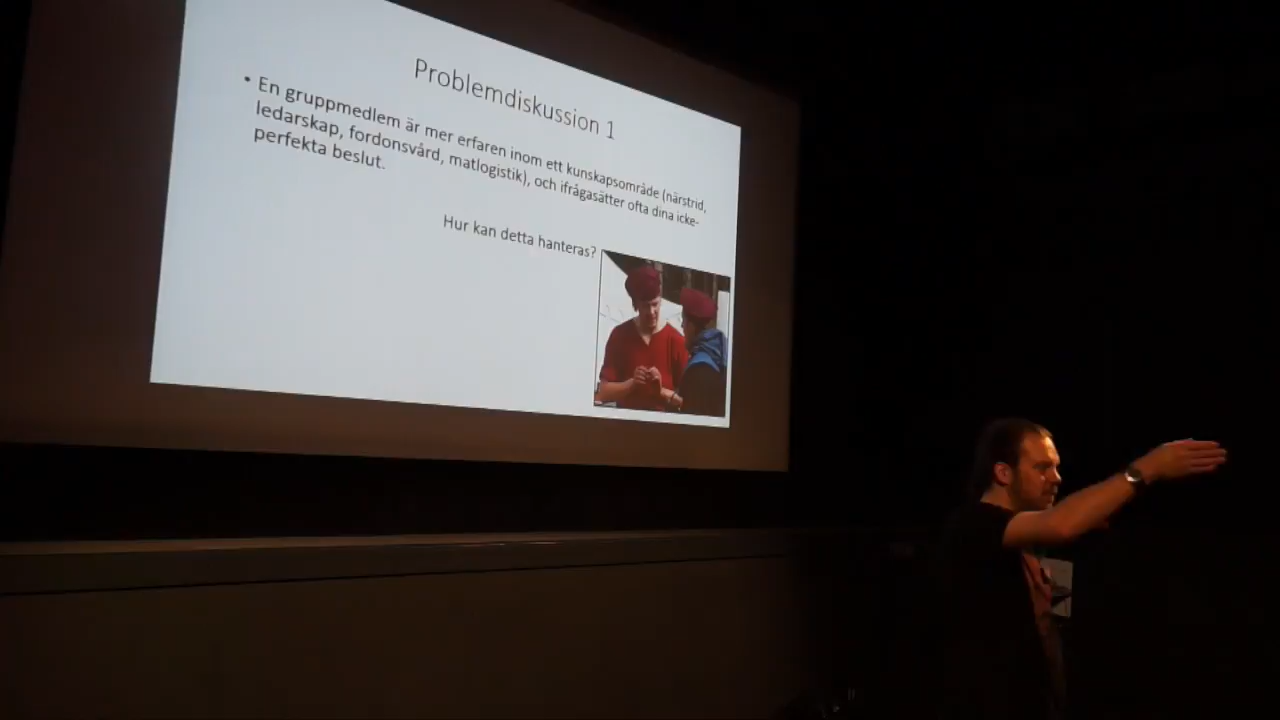 Problemdiskussion 1
• En gruppmedlem är mer erfaren inom ett kunskapsområde (närstrid,
ledarskap, fordonsvård, matlogistik), och ifrågasätter ofta dina icke-
perfekta beslut.
Hur kan detta hanteras?